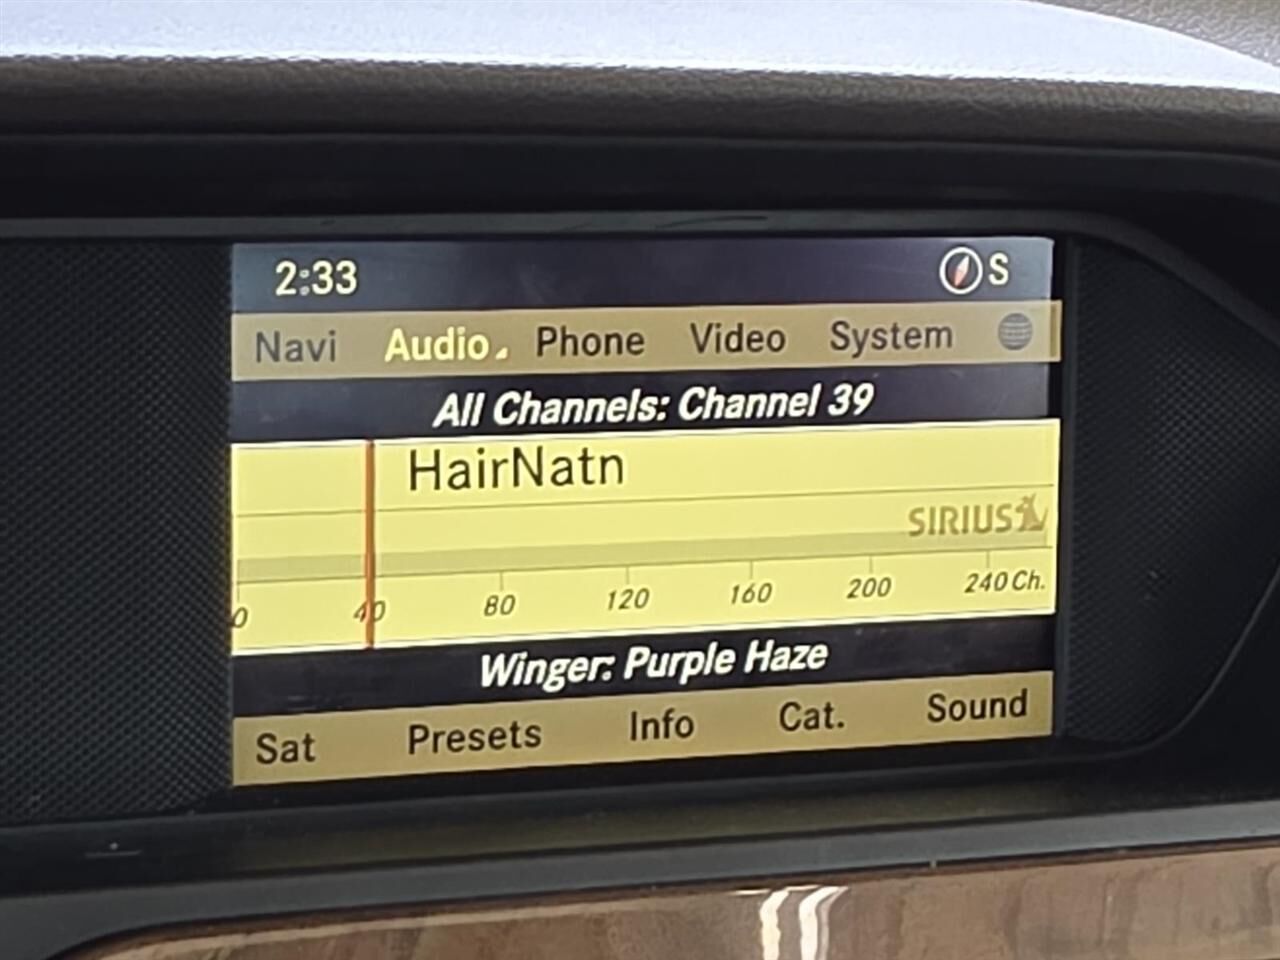 2:33 S
Navi Audio Phone Video System
All Channels: Channel 39
HairNatn
SIRIUS
0 40 80 120 160 200 240 Ch.
Winger: Purple Haze
Sat Presets Info Cat. Sound